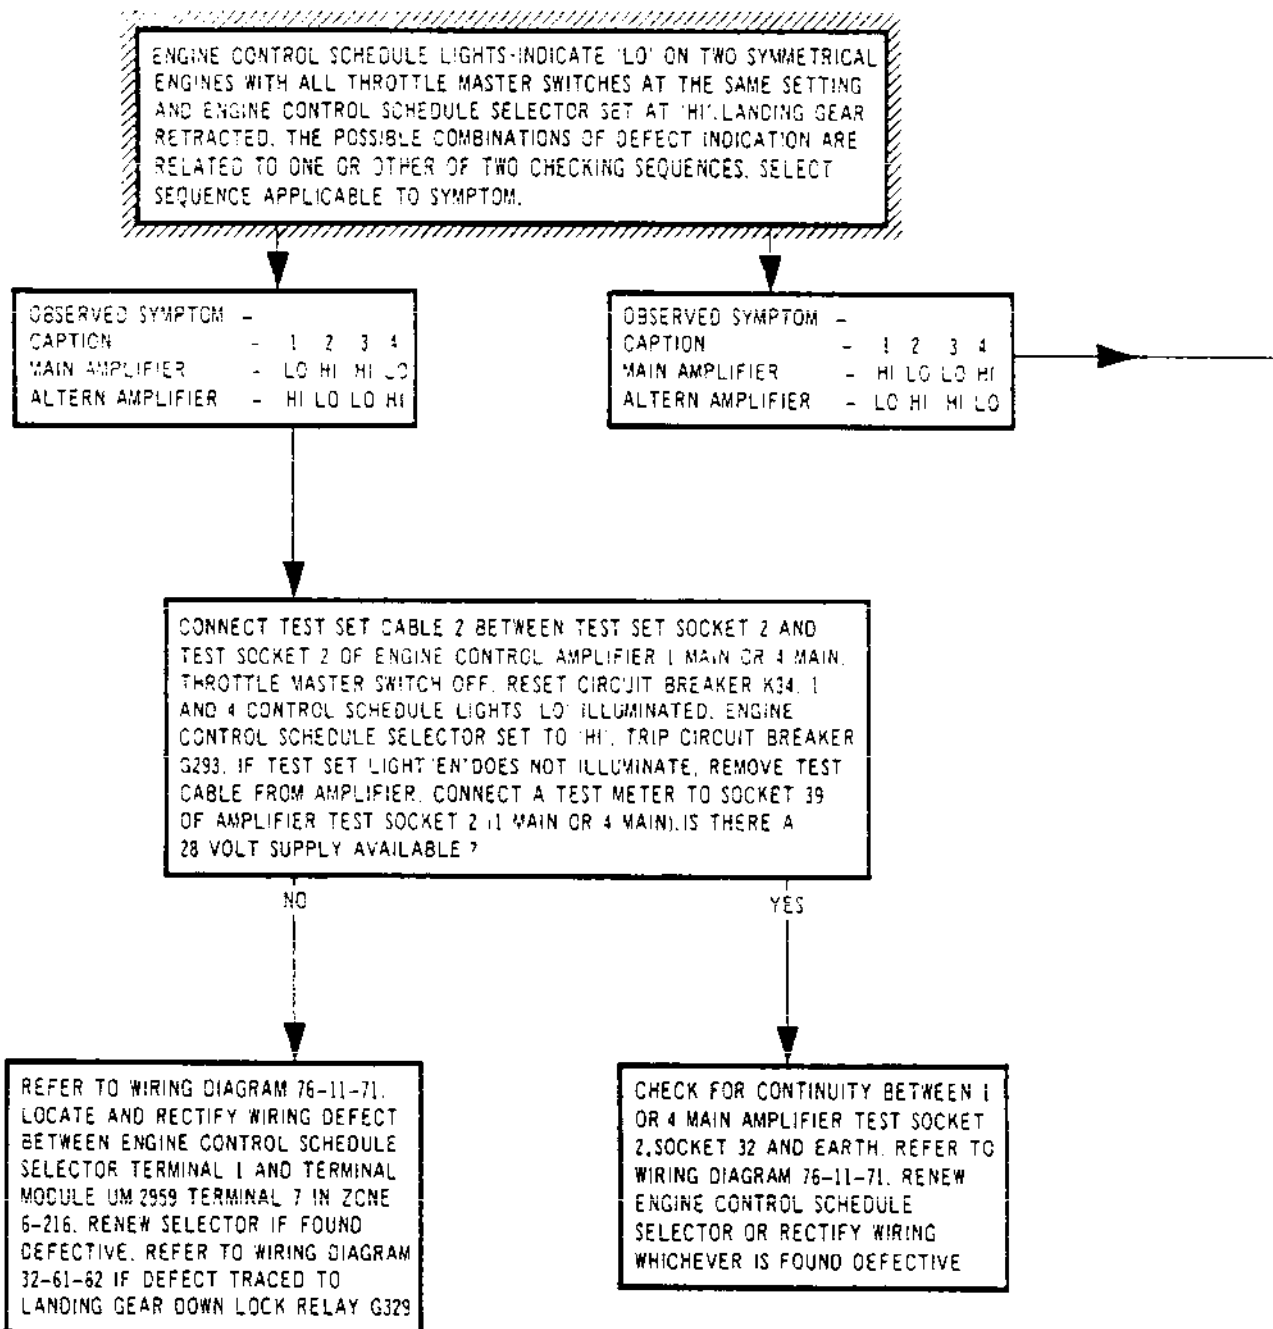 ENGINE CONTROL SCHEDULE LIGHTS-INDICATE 'LO' ON TWO SYMMETRICAL
ENGINES WITH ALL THROTTLE MASTER SWITCHES AT THE SAME SETTING
AND ENGINE CONTROL SCHEDULE SELECTOR SET AT 'HI'. LANDING GEAR
RETRACTED. THE POSSIBLE COMBINATIONS OF DEFECT INDICATION ARE
RELATED TO ONE OR OTHER OF TWO CHECKING SEQUENCES. SELECT
SEQUENCE APPLICABLE TO SYMPTOM.
OBSERVED SYMPTOM -
CAPTION - 1 2 3 4
MAIN AMPLIFIER - LO HI HI LO
ALTERN AMPLIFIER - HI LO LO HI
OBSERVED SYMPTOM -
CAPTION - 1 2 3 4
MAIN AMPLIFIER - HI LO LO HI
ALTERN AMPLIFIER - LO HI HI LO
CONNECT TEST SET CABLE 2 BETWEEN TEST SET SOCKET 2 AND
TEST SOCKET 2 OF ENGINE CONTROL AMPLIFIER 1 MAIN OR 4 MAIN.
THROTTLE MASTER SWITCH OFF. RESET CIRCUIT BREAKER K34. 1
AND 4 CONTROL SCHEDULE LIGHTS 'LO' ILLUMINATED. ENGINE
CONTROL SCHEDULE SELECTOR SET TO 'HI'. TRIP CIRCUIT BREAKER
G293. IF TEST SET LIGHT 'EN' DOES NOT ILLUMINATE, REMOVE TEST
CABLE FROM AMPLIFIER. CONNECT A TEST METER TO SOCKET 39
OF AMPLIFIER TEST SOCKET 2 (1 MAIN OR 4 MAIN). IS THERE A
28 VOLT SUPPLY AVAILABLE ?
NO
YES
REFER TO WIRING DIAGRAM 76-11-71.
LOCATE AND RECTIFY WIRING DEFECT
BETWEEN ENGINE CONTROL SCHEDULE
SELECTOR TERMINAL 1 AND TERMINAL
MODULE UM 2959 TERMINAL 7 IN ZONE
6-216. RENEW SELECTOR IF FOUND
DEFECTIVE. REFER TO WIRING DIAGRAM
32-61-62 IF DEFECT TRACED TO
LANDING GEAR DOWN LOCK RELAY G329
CHECK FOR CONTINUITY BETWEEN 1
OR 4 MAIN AMPLIFIER TEST SOCKET
2, SOCKET 32 AND EARTH. REFER TO
WIRING DIAGRAM 76-11-71. RENEW
ENGINE CONTROL SCHEDULE
SELECTOR OR RECTIFY WIRING
WHICHEVER IS FOUND DEFECTIVE